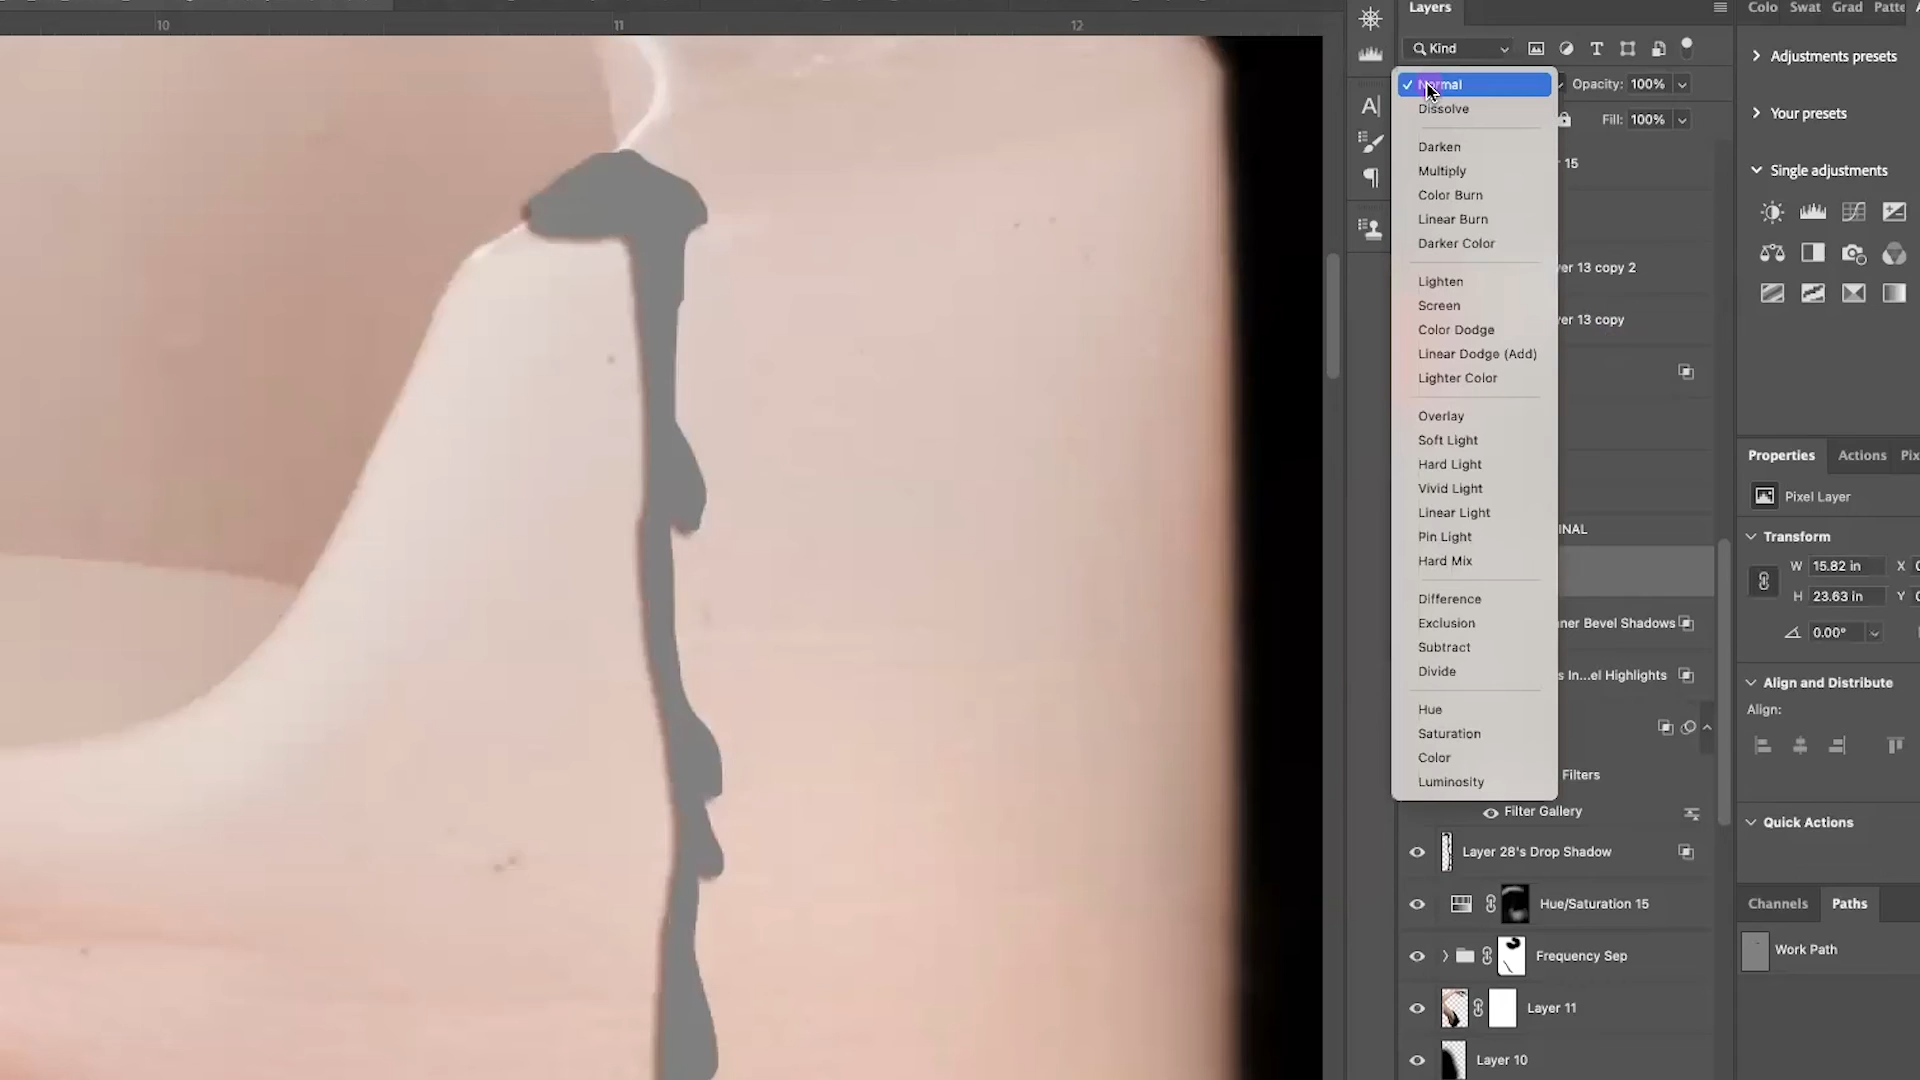 10
11
12
Layers
Kind
Normal
Dissolve
Darken
Multiply
Color Burn
Linear Burn
Darker Color
Lighten
Screen
Color Dodge
Linear Dodge (Add)
Lighter Color
Overlay
Soft Light
Hard Light
Vivid Light
Linear Light
Pin Light
Hard Mix
Difference
Exclusion
Subtract
Divide
Hue
Saturation
Color
Luminosity
Opacity: 100%
Fill: 100%
15
er 13 copy 2
er 13 copy
INAL
ner Bevel Shadows
s In...el Highlights
Filters
Filter Gallery
Layer 28's Drop Shadow
Hue/Saturation 15
Frequency Sep
Layer 11
Layer 10
Colo Swat Grad Patte
Adjustments presets
Your presets
Single adjustments
Properties Actions Pix
Pixel Layer
Transform
W 15.82 in X
H 23.63 in Y
0.00°
Align and Distribute
Align:
Quick Actions
Channels Paths
Work Path